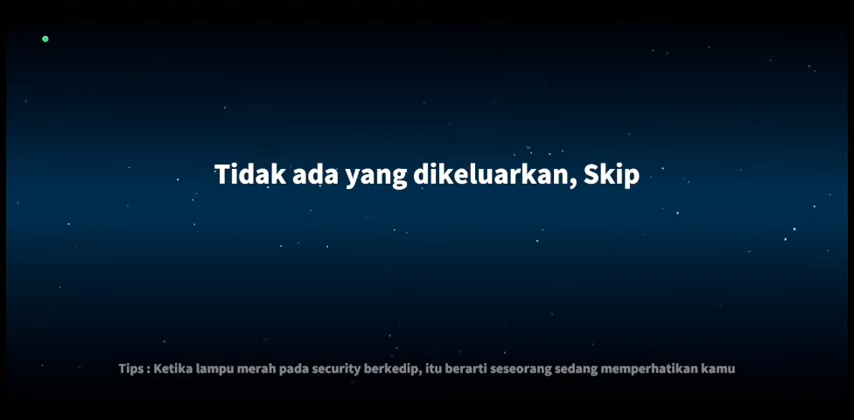 Tidak ada yang dikeluarkan, Skip
Tips : Ketika lampu merah pada security berkedip, itu berarti seseorang sedang memperhatikan kamu